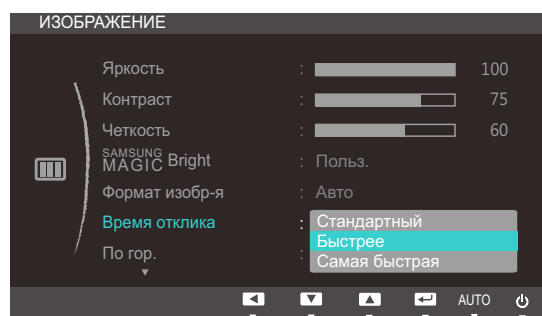 ИЗОБРАЖЕНИЕ
Яркость : 100
Контраст : 75
Четкость : 60
SAMSUNG MAGIC Bright : Польз.
Формат изобр-я : Авто
Время отклика : Стандартный
Быстрее
По гор. : Самая быстрая
AUTO